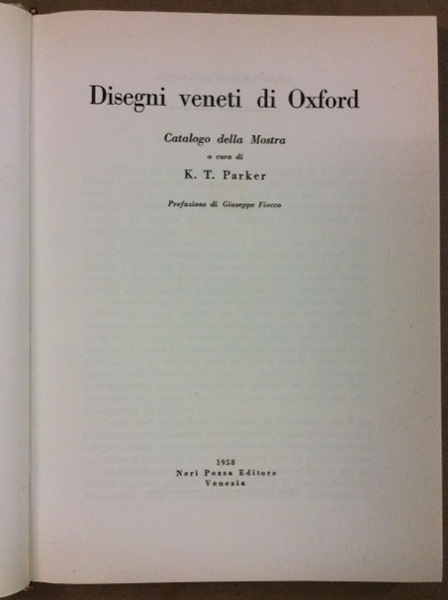 Disegni veneti di Oxford
Catalogo della Mostra
a cura di
K. T. Parker
Prefazione di Giuseppe Fiocco
1958
Neri Pozza Editore
Venezia